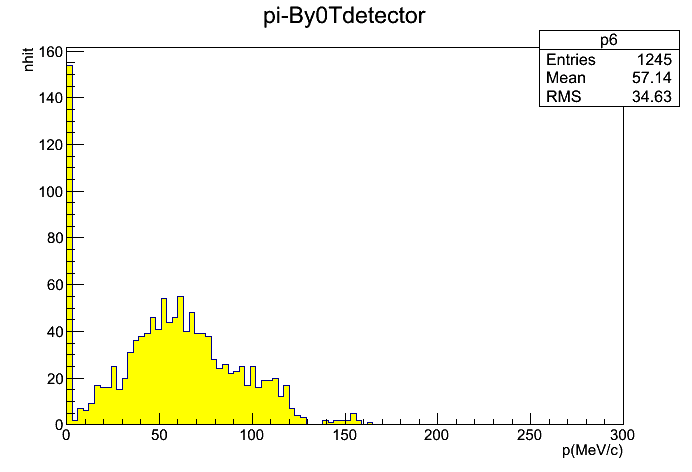 pi-By0Tdetector
p6
Entries 1245
Mean 57.14
RMS 34.63
nhit
160
140
120
100
80
60
40
20
0
0 50 100 150 200 250 300
p(MeV/c)